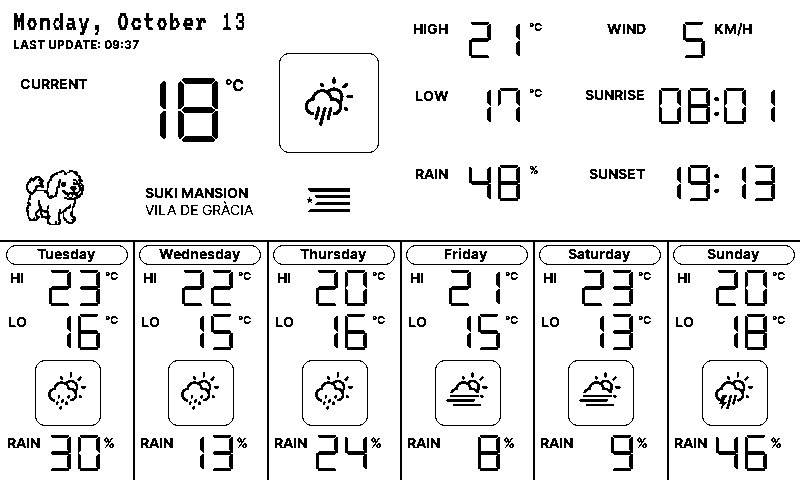 Monday, October 13
LAST UPDATE: 09:37
CURRENT 18 °C
SUKI MANSION
VILA DE GRÀCIA
HIGH 21 °C
LOW 17 °C
RAIN 48 %
WIND 5 KM/H
SUNRISE 08:01
SUNSET 19:13
Tuesday
HI 23 °C
LO 16 °C
RAIN 30 %
Wednesday
HI 22 °C
LO 15 °C
RAIN 13 %
Thursday
HI 20 °C
LO 16 °C
RAIN 24 %
Friday
HI 21 °C
LO 15 °C
RAIN 8 %
Saturday
HI 23 °C
LO 13 °C
RAIN 9 %
Sunday
HI 20 °C
LO 18 °C
RAIN 46 %